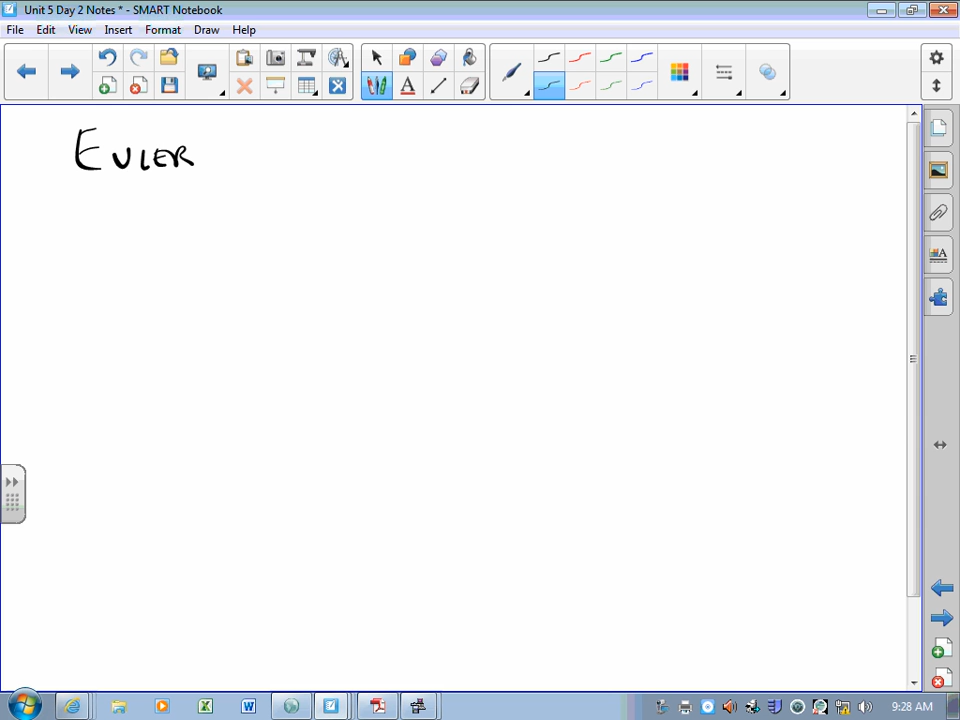 Unit 5 Day 2 Notes * - SMART Notebook
File Edit View Insert Format Draw Help
EULER
9:28 AM